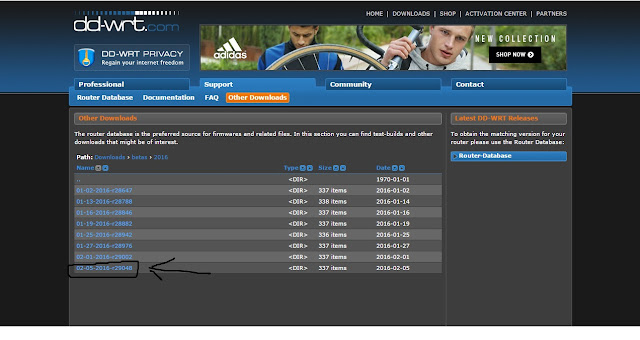 dd-wrt.com
HOME | DOWNLOADS | SHOP | ACTIVATION CENTER | PARTNERS
DD-WRT PRIVACY
Regain your internet freedom
adidas
NEW COLLECTION
SHOP NOW >
Professional Support Community Contact
Router Database Documentation FAQ Other Downloads
Other Downloads
The router database is the preferred source for firmwares and related files. In this section you can find test-builds and other
downloads that might be of interest.
Path: Downloads › betas › 2016
Name Type Size Date
.. <DIR> 1970-01-01
01-02-2016-r28647 <DIR> 337 items 2016-01-02
01-13-2016-r28788 <DIR> 338 items 2016-01-14
01-16-2016-r28846 <DIR> 337 items 2016-01-16
01-19-2016-r28882 <DIR> 337 items 2016-01-19
01-25-2016-r28942 <DIR> 336 items 2016-01-25
01-27-2016-r28976 <DIR> 337 items 2016-01-27
02-01-2016-r29002 <DIR> 337 items 2016-02-01
02-05-2016-r29048 <DIR> 337 items 2016-02-05
Latest DD-WRT Releases
To obtain the matching version for your
router please use the Router Database:
Router-Database